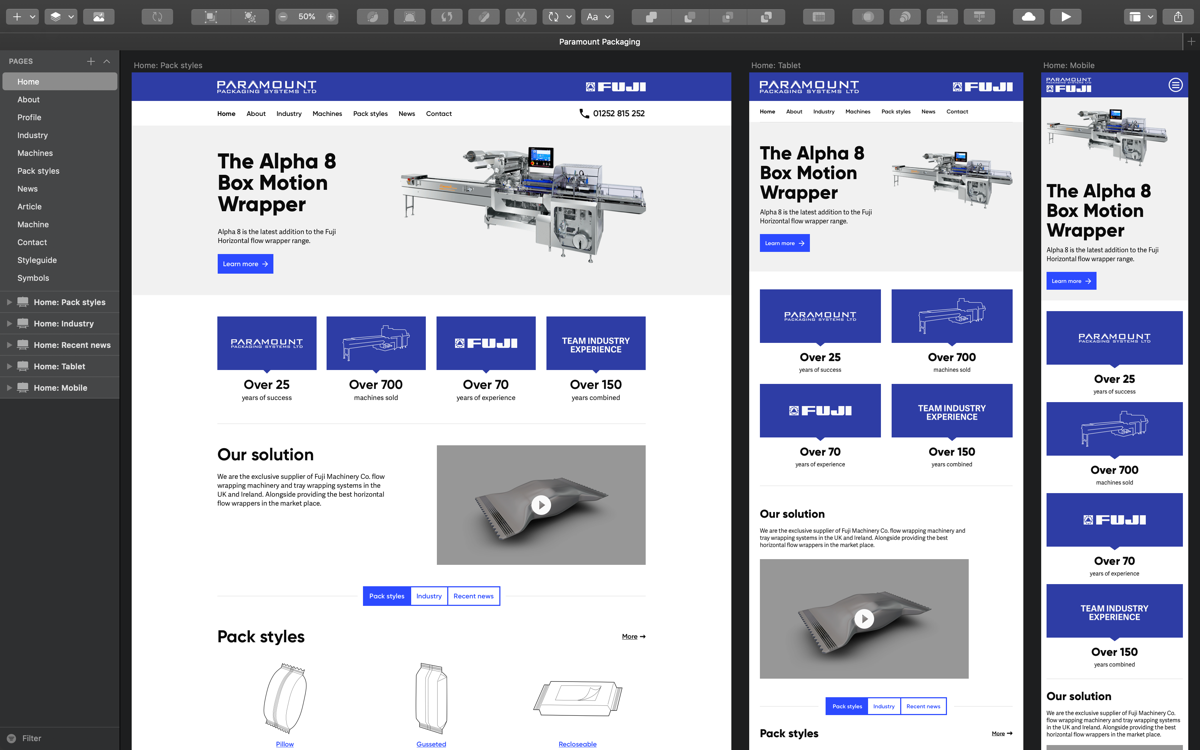 50%
Aa
Paramount Packaging
PAGES
Home
About
Profile
Industry
Machines
Pack styles
News
Article
Machine
Contact
Styleguide
Symbols
Home: Pack styles
Home: Industry
Home: Recent news
Home: Tablet
Home: Mobile
Filter
Home: Pack styles
PARAMOUNT
PACKAGING SYSTEMS LTD
FUJI
Home About Industry Machines Pack styles News Contact
01252 815 252
The Alpha 8
Box Motion
Wrapper
Alpha 8 is the latest addition to the Fuji
Horizontal flow wrapper range.
Learn more →
PARAMOUNT
PACKAGING SYSTEMS LTD
Over 25
years of success
Over 700
machines sold
FUJI
Over 70
years of experience
TEAM INDUSTRY
EXPERIENCE
Over 150
years combined
Our solution
We are the exclusive supplier of Fuji Machinery Co. flow
wrapping machinery and tray wrapping systems in the
UK and Ireland. Alongside providing the best horizontal
flow wrappers in the market place.
Pack styles Industry Recent news
Pack styles
More →
Pillow
Gusseted
Recloseable
Home: Tablet
PARAMOUNT
PACKAGING SYSTEMS LTD
FUJI
Home About Industry Machines Pack styles News Contact
The Alpha 8
Box Motion
Wrapper
Alpha 8 is the latest addition to the Fuji
Horizontal flow wrapper range.
Learn more →
PARAMOUNT
PACKAGING SYSTEMS LTD
Over 25
years of success
Over 700
machines sold
FUJI
Over 70
years of experience
TEAM INDUSTRY
EXPERIENCE
Over 150
years combined
Our solution
We are the exclusive supplier of Fuji Machinery Co. flow wrapping machinery and
tray wrapping systems in the UK and Ireland. Alongside providing the best
horizontal flow wrappers in the market place.
Pack styles Industry Recent news
Pack styles
More →
Home: Mobile
PARAMOUNT
PACKAGING SYSTEMS LTD
FUJI
The Alpha 8
Box Motion
Wrapper
Alpha 8 is the latest addition to the Fuji
Horizontal flow wrapper range.
Learn more →
PARAMOUNT
PACKAGING SYSTEMS LTD
Over 25
years of success
Over 700
machines sold
FUJI
Over 70
years of experience
TEAM INDUSTRY
EXPERIENCE
Over 150
years combined
Our solution
We are the exclusive supplier of Fuji Machinery Co. flow
wrapping machinery and tray wrapping systems in the
UK and Ireland. Alongside providing the best horizontal
flow wrappers in the market place.